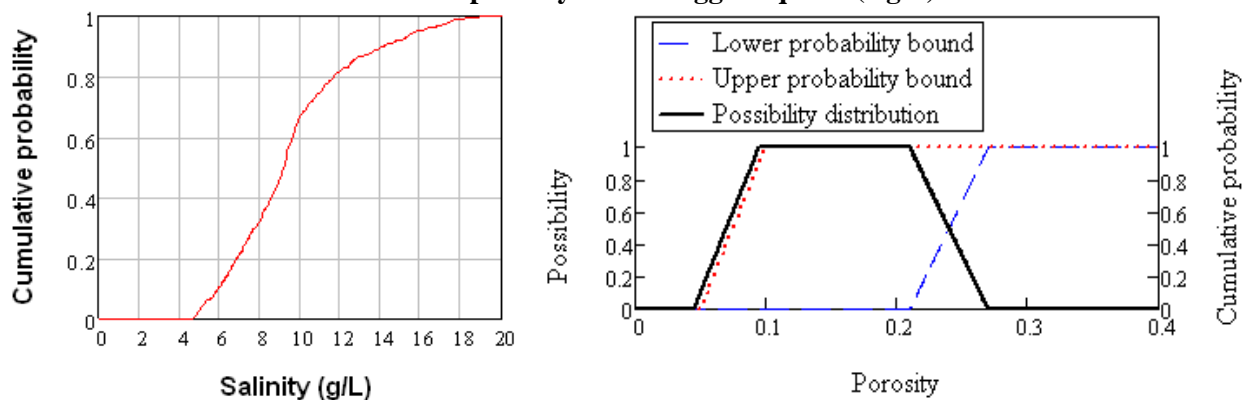 Cumulative probability
1
0.8
0.6
0.4
0.2
0
0 2 4 6 8 10 12 14 16 18 20
Salinity (g/L)
Lower probability bound
Upper probability bound
Possibility distribution
Possibility
1
0.8
0.6
0.4
0.2
0
0 0.1 0.2 0.3 0.4
Porosity
1
0.8
0.6
0.4
0.2
0
Cumulative probability